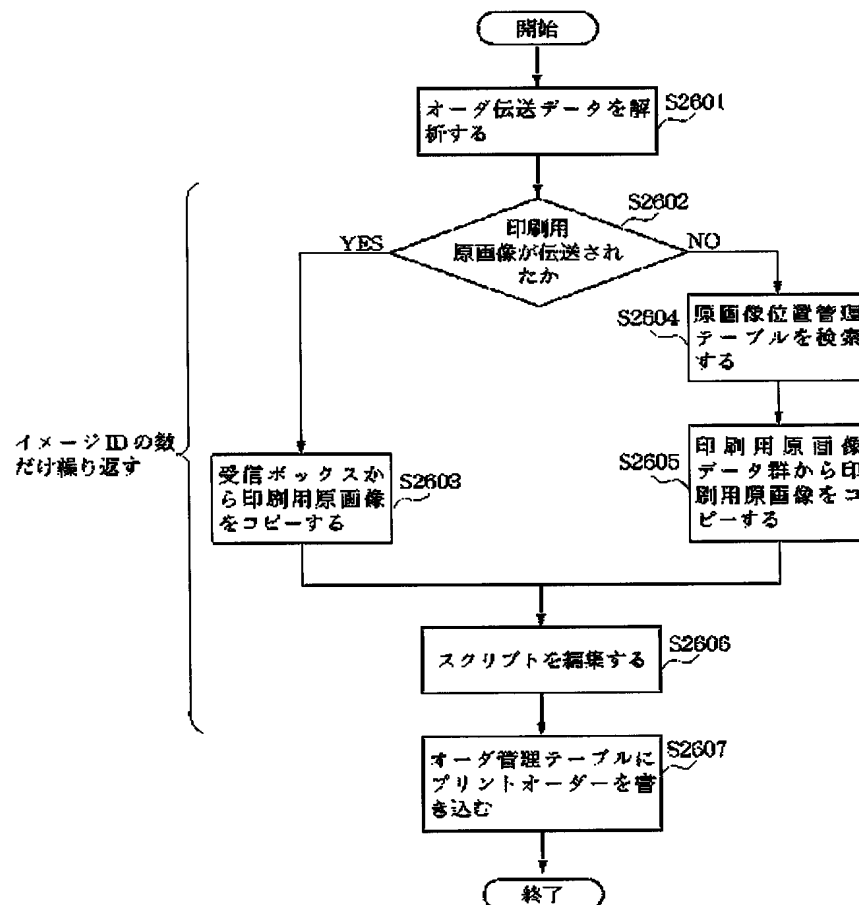 開始
オーダ伝送データを解
析する
S2601
S2602
印刷用
原画像が伝送され
たか
YES
NO
S2604
原画像位置管理
テーブルを検索
する
イメージIDの数
だけ繰り返す
受信ボックスか
ら印刷用原画像
をコピーする
S2603
S2605
印刷用原画像
データ群から印
刷用原画像をコ
ピーする
スクリプトを編集する
S2606
オーダ管理テーブルに
プリントオーダーを書
き込む
S2607
終了